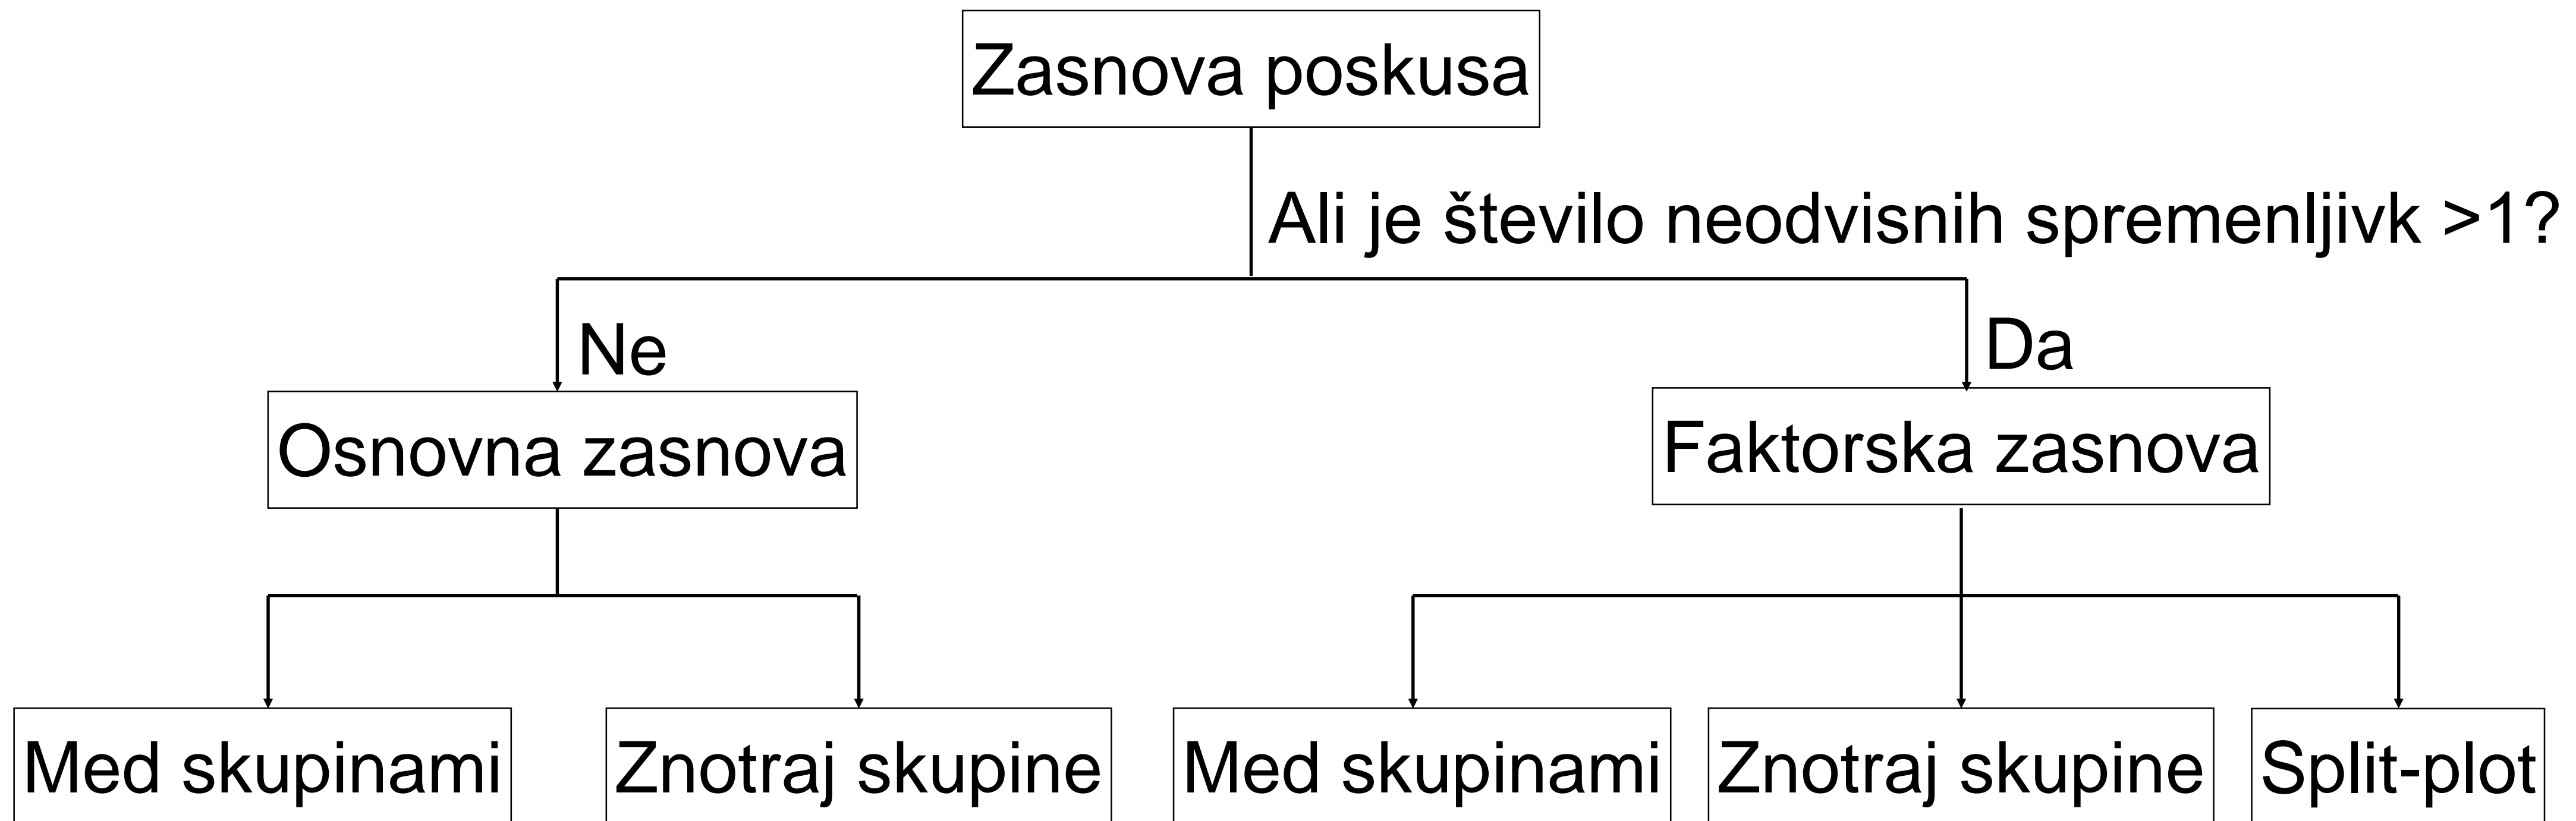 Zasnova poskusa
Ali je število neodvisnih spremenljivk >1?
Ne
Da
Osnovna zasnova
Faktorska zasnova
Med skupinami
Znotraj skupine
Med skupinami
Znotraj skupine
Split-plot